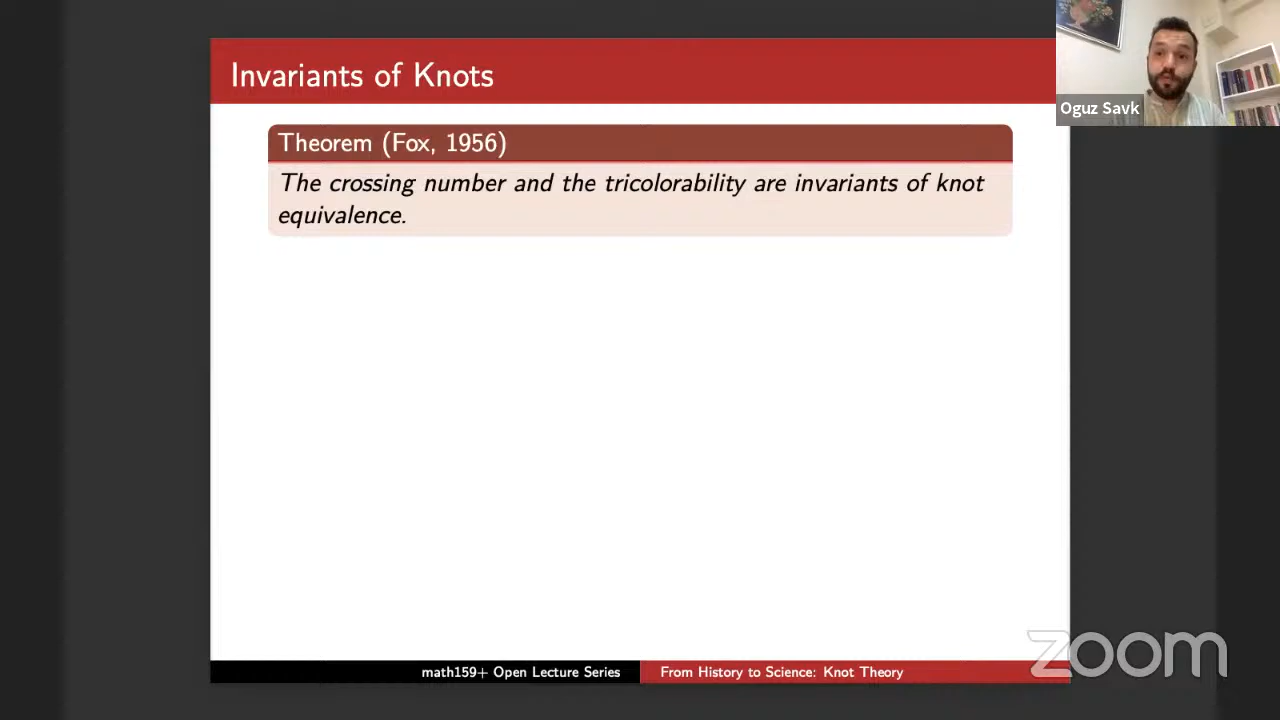 Invariants of Knots
Oguz Savk
Theorem (Fox, 1956)
The crossing number and the tricolorability are invariants of knot
equivalence.
zoom
math159+ Open Lecture Series
From History to Science: Knot Theory